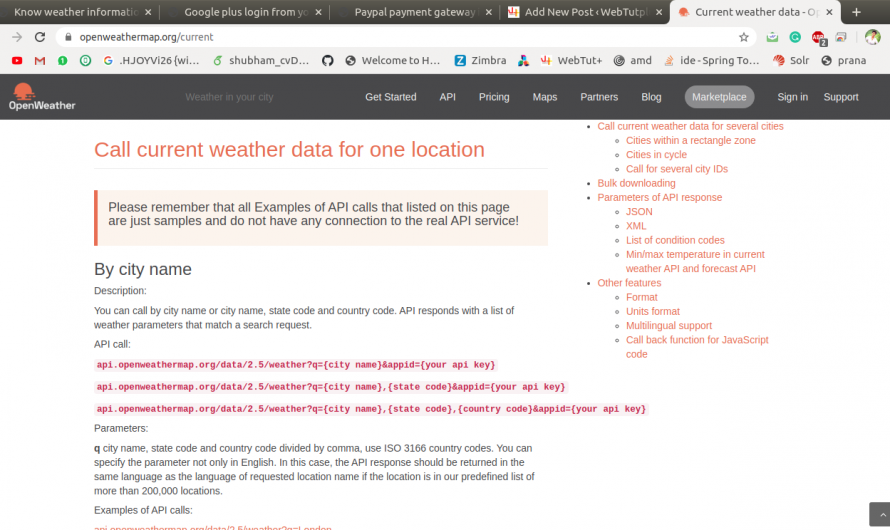 Know weather informatio
Google plus login from yo
Paypal payment gateway
Add New Post ‹ WebTutpl
Current weather data - Op
openweathermap.org/current
ABP
2
.HJOYVi26 {wi...
shubham_cvD...
Welcome to H...
Zimbra
WebTut+
amd
ide - Spring To...
Solr
prana
OpenWeather
Weather in your city
Get Started
API
Pricing
Maps
Partners
Blog
Marketplace
Sign in
Support
Call current weather data for one location
Please remember that all Examples of API calls that listed on this page
are just samples and do not have any connection to the real API service!
By city name
Description:
You can call by city name or city name, state code and country code. API responds with a list of
weather parameters that match a search request.
API call:
api.openweathermap.org/data/2.5/weather?q={city name}&appid={your api key}
api.openweathermap.org/data/2.5/weather?q={city name},{state code}&appid={your api key}
api.openweathermap.org/data/2.5/weather?q={city name},{state code},{country code}&appid={your api key}
Parameters:
q city name, state code and country code divided by comma, use ISO 3166 country codes. You can
specify the parameter not only in English. In this case, the API response should be returned in the
same language as the language of requested location name if the location is in our predefined list of
more than 200,000 locations.
Examples of API calls:
api.openweathermap.org/data/2.5/weather?q=London
Call current weather data for several cities
Cities within a rectangle zone
Cities in cycle
Call for several city IDs
Bulk downloading
Parameters of API response
JSON
XML
List of condition codes
Min/max temperature in current
weather API and forecast API
Other features
Format
Units format
Multilingual support
Call back function for JavaScript
code